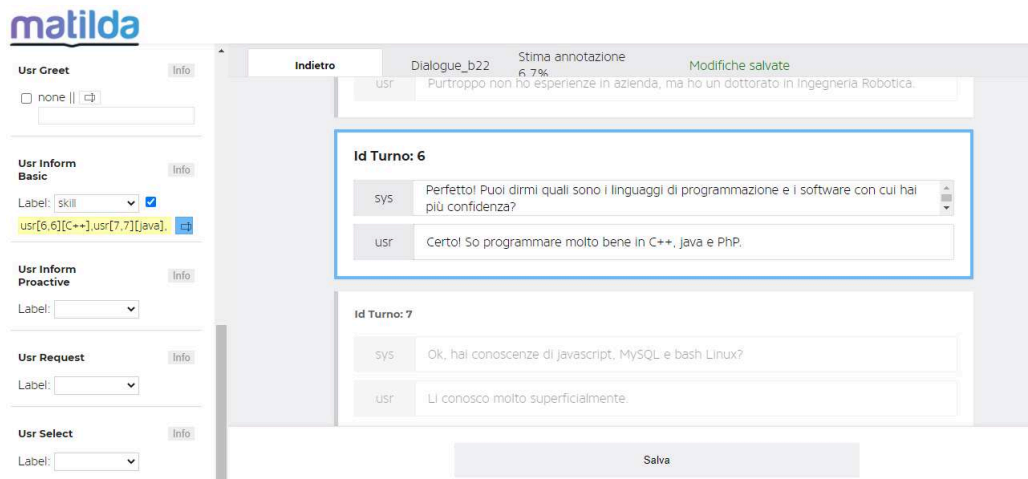 matilda
Usr Greet
Info
none ||
Usr Inform
Basic
Info
Label: skill
usr[6,6][C++],usr[7,7][java],
Usr Inform
Proactive
Info
Label:
Usr Request
Info
Label:
Usr Select
Info
Label:
Indietro
Dialogue_b22
Stima annotazione
6.7%
Modifiche salvate
usr
Purtroppo non ho esperienze in azienda, ma ho un dottorato in Ingegneria Robotica.
Id Turno: 6
sys
Perfetto! Puoi dirmi quali sono i linguaggi di programmazione e i software con cui hai
più confidenza?
usr
Certo! So programmare molto bene in C++, java e PhP.
Id Turno: 7
sys
Ok, hai conoscenze di javascript, MySQL e bash Linux?
usr
Li conosco molto superficialmente.
Salva